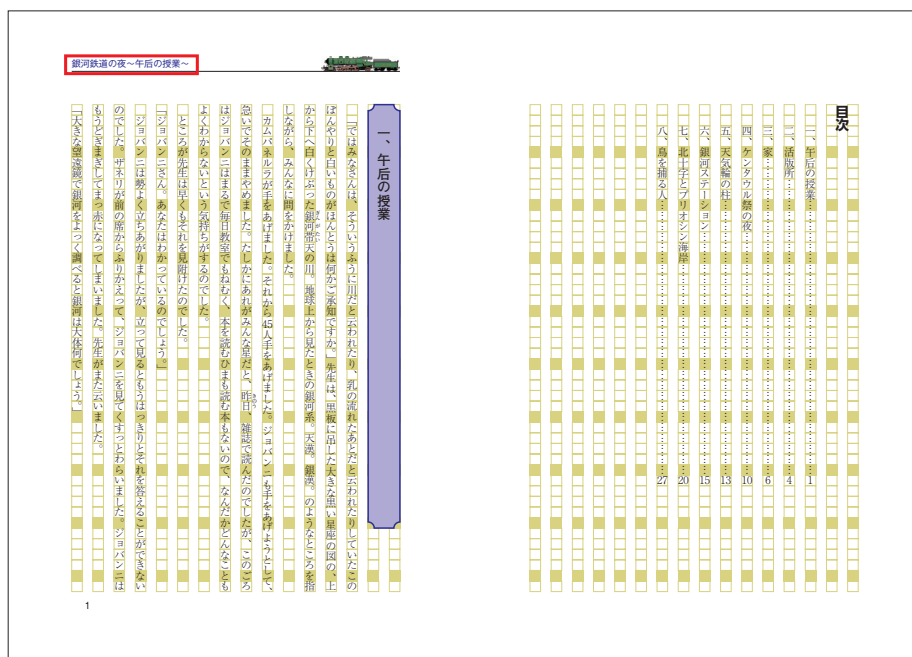 目次
一、午后の授業……………………………………1
二、活版所……………………………………4
三、家……………………………………6
四、ケンタウル祭の夜……………………………………10
五、天気輪の柱……………………………………13
六、銀河ステーション……………………………………15
七、北十字とプリオシン海岸……………………………………20
八、鳥を捕る人……………………………………27
銀河鉄道の夜～午后の授業～
一、午后の授業
「ではみなさんは、そういうふうに川だと云われたり、乳の流れたあとだと云われたりしていたこの
ぼんやりと白いものがほんとうは何かご承知ですか。」先生は、黒板に吊した大きな黒い星座の図の、上
から下へ白くけぶった銀河帯天の川。地球上から見たときの銀河系。天漢。銀漢。のようなところを指
しながら、みんなに問をかけました。
カムパネルラが手をあげました。それから45人手をあげました。ジョバンニも手をあげようとして、
急いでそのままやめました。たしかにあれがみんな星だと、昨日、雑誌で読んだのでしたが、このごろ
はジョバンニはまるで毎日教室でもねむく、本を読むひまも読む本もないので、なんだかどんなことも
よくわからないという気持ちがするのでした。
ところが先生は早くもそれを見附けたのでした。
「ジョバンニさん。あなたはわかっているのでしょう。」
ジョバンニは勢よく立ちあがりましたが、立って見るともうはっきりとそれを答えることができない
のでした。ザネリが前の席からふりかえって、ジョバンニを見てくすっとわらいました。ジョバンニは
もうどぎまぎしてまっ赤になってしまいました。先生がまた云いました。
「大きな望遠鏡で銀河をよっく調べると銀河は大体何でしょう。」
1